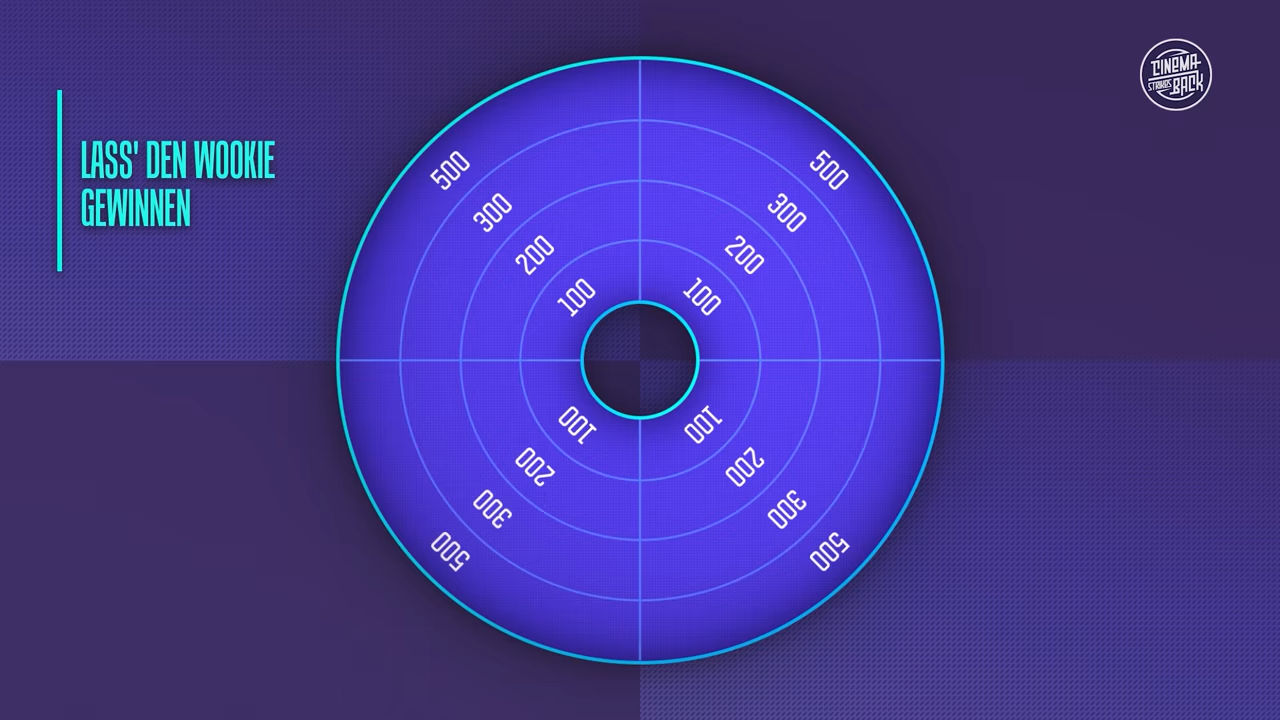 LASS' DEN WOOKIE
GEWINNEN
CINEMA
STRIKES BACK
500 500
300 300
200 200
100 100
100 100
200 200
300 300
500 500